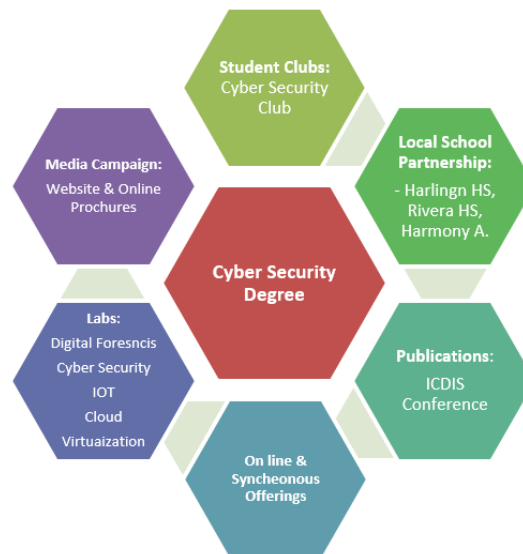 Student Clubs:
Cyber Security
Club
Local School
Partnership:
- Harlingn HS,
Rivera HS,
Harmony A.
Publications:
ICDIS
Conference
On line &
Syncheonous
Offerings
Labs:
Digital Foresncis
Cyber Security
IOT
Cloud
Virtuaization
Media Campaign:
Website & Online
Prochures
Cyber Security
Degree